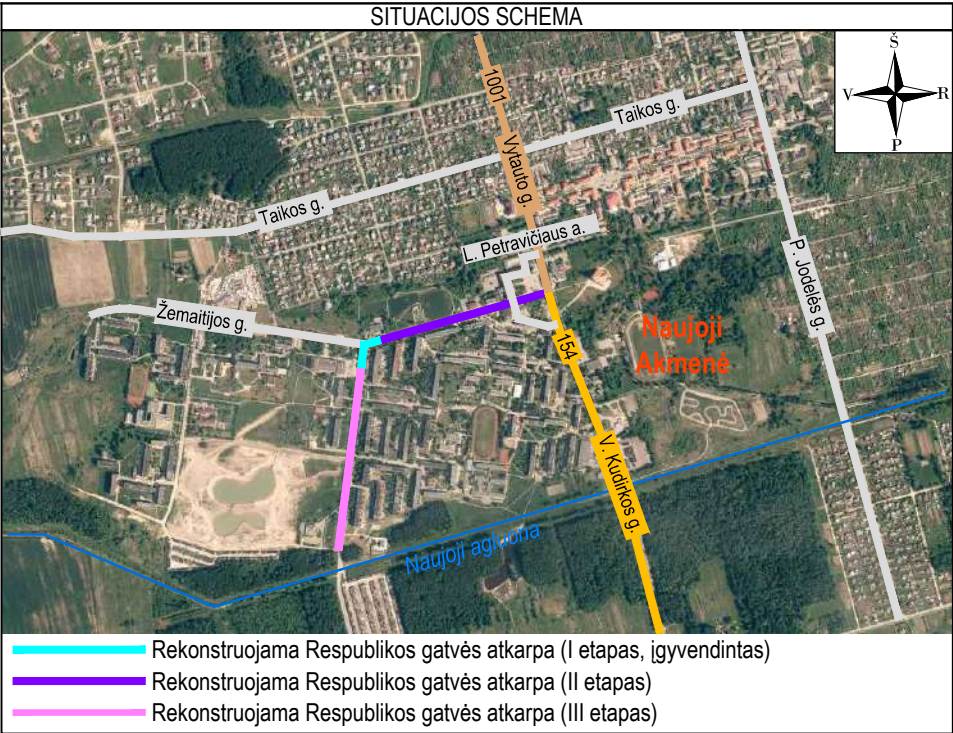 SITUACIJOS SCHEMA
Š
V
R
P
1001
Vytauto g.
Taikos g.
Taikos g.
L. Petravičiaus a.
P. Jodelės g.
Žemaitijos g.
154
Naujoji
Akmenė
V. Kudirkos g.
Naujoji agluona
Rekonstruojama Respublikos gatvės atkarpa (I etapas, įgyvendintas)
Rekonstruojama Respublikos gatvės atkarpa (II etapas)
Rekonstruojama Respublikos gatvės atkarpa (III etapas)